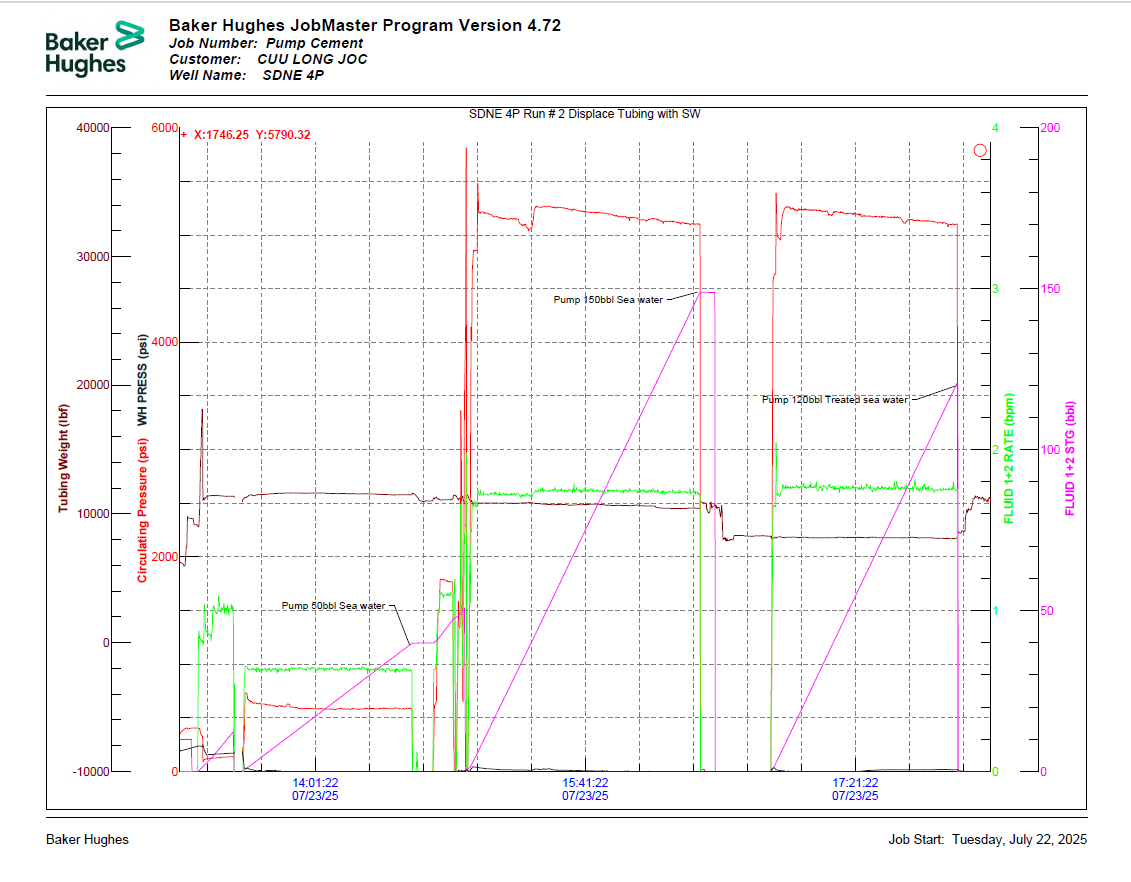 Baker Hughes
Baker Hughes JobMaster Program Version 4.72
Job Number: Pump Cement
Customer: CUU LONG JOC
Well Name: SDNE 4P
SDNE 4P Run # 2 Displace Tubing with SW
+ X:1746.25 Y:5790.32
Tubing Weight (lbf)
40000
30000
20000
10000
0
-10000
Circulating Pressure (psi) WH PRESS (psi)
6000
4000
2000
0
Pump 50bbl Sea water
Pump 150bbl Sea water
Pump 120bbl Treated sea water
4
3
2
1
0
FLUID 1+2 RATE (bpm)
200
150
100
50
0
FLUID 1+2 STG (bbl)
14:01:22
07/23/25
15:41:22
07/23/25
17:21:22
07/23/25
Baker Hughes
Job Start: Tuesday, July 22, 2025